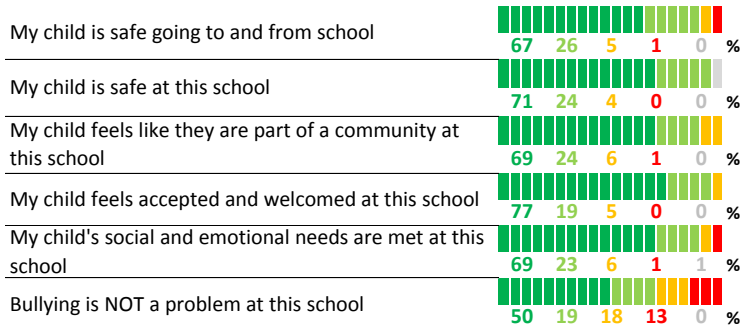 My child is safe going to and from school
67 26 5 1 0 %
My child is safe at this school
71 24 4 0 0 %
My child feels like they are part of a community at
this school
69 24 6 1 0 %
My child feels accepted and welcomed at this school
77 19 5 0 0 %
My child's social and emotional needs are met at this
school
69 23 6 1 1 %
Bullying is NOT a problem at this school
50 19 18 13 0 %